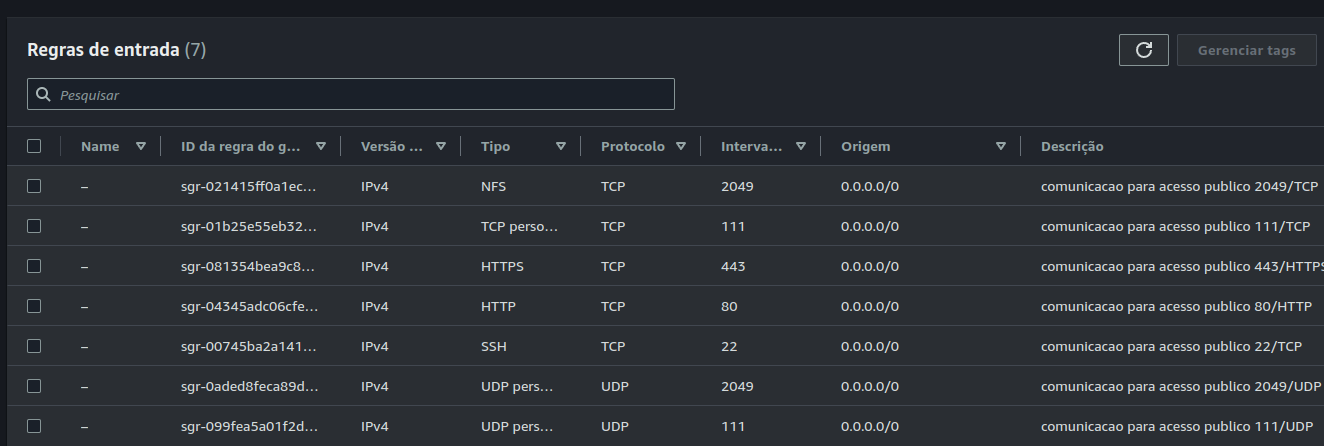 Regras de entrada (7)
Gerenciar tags
Pesquisar
Name ID da regra do g... Versão ... Tipo Protocolo Interva... Origem Descrição
– sgr-021415ff0a1ec... IPv4 NFS TCP 2049 0.0.0.0/0 comunicacao para acesso publico 2049/TCP
– sgr-01b25e55eb32... IPv4 TCP perso... TCP 111 0.0.0.0/0 comunicacao para acesso publico 111/TCP
– sgr-081354bea9c8... IPv4 HTTPS TCP 443 0.0.0.0/0 comunicacao para acesso publico 443/HTTPS
– sgr-04345adc06cfe... IPv4 HTTP TCP 80 0.0.0.0/0 comunicacao para acesso publico 80/HTTP
– sgr-00745ba2a141... IPv4 SSH TCP 22 0.0.0.0/0 comunicacao para acesso publico 22/TCP
– sgr-0aded8feca89d... IPv4 UDP pers... UDP 2049 0.0.0.0/0 comunicacao para acesso publico 2049/UDP
– sgr-099fea5a01f2d... IPv4 UDP pers... UDP 111 0.0.0.0/0 comunicacao para acesso publico 111/UDP